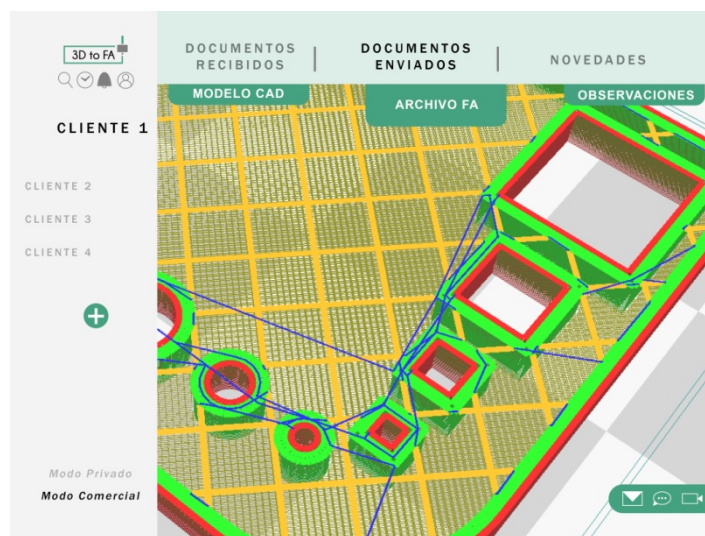 3D to FA
DOCUMENTOS
RECIBIDOS
DOCUMENTOS
ENVIADOS
NOVEDADES
MODELO CAD
ARCHIVO FA
OBSERVACIONES
CLIENTE 1
CLIENTE 2
CLIENTE 3
CLIENTE 4
Modo Privado
Modo Comercial